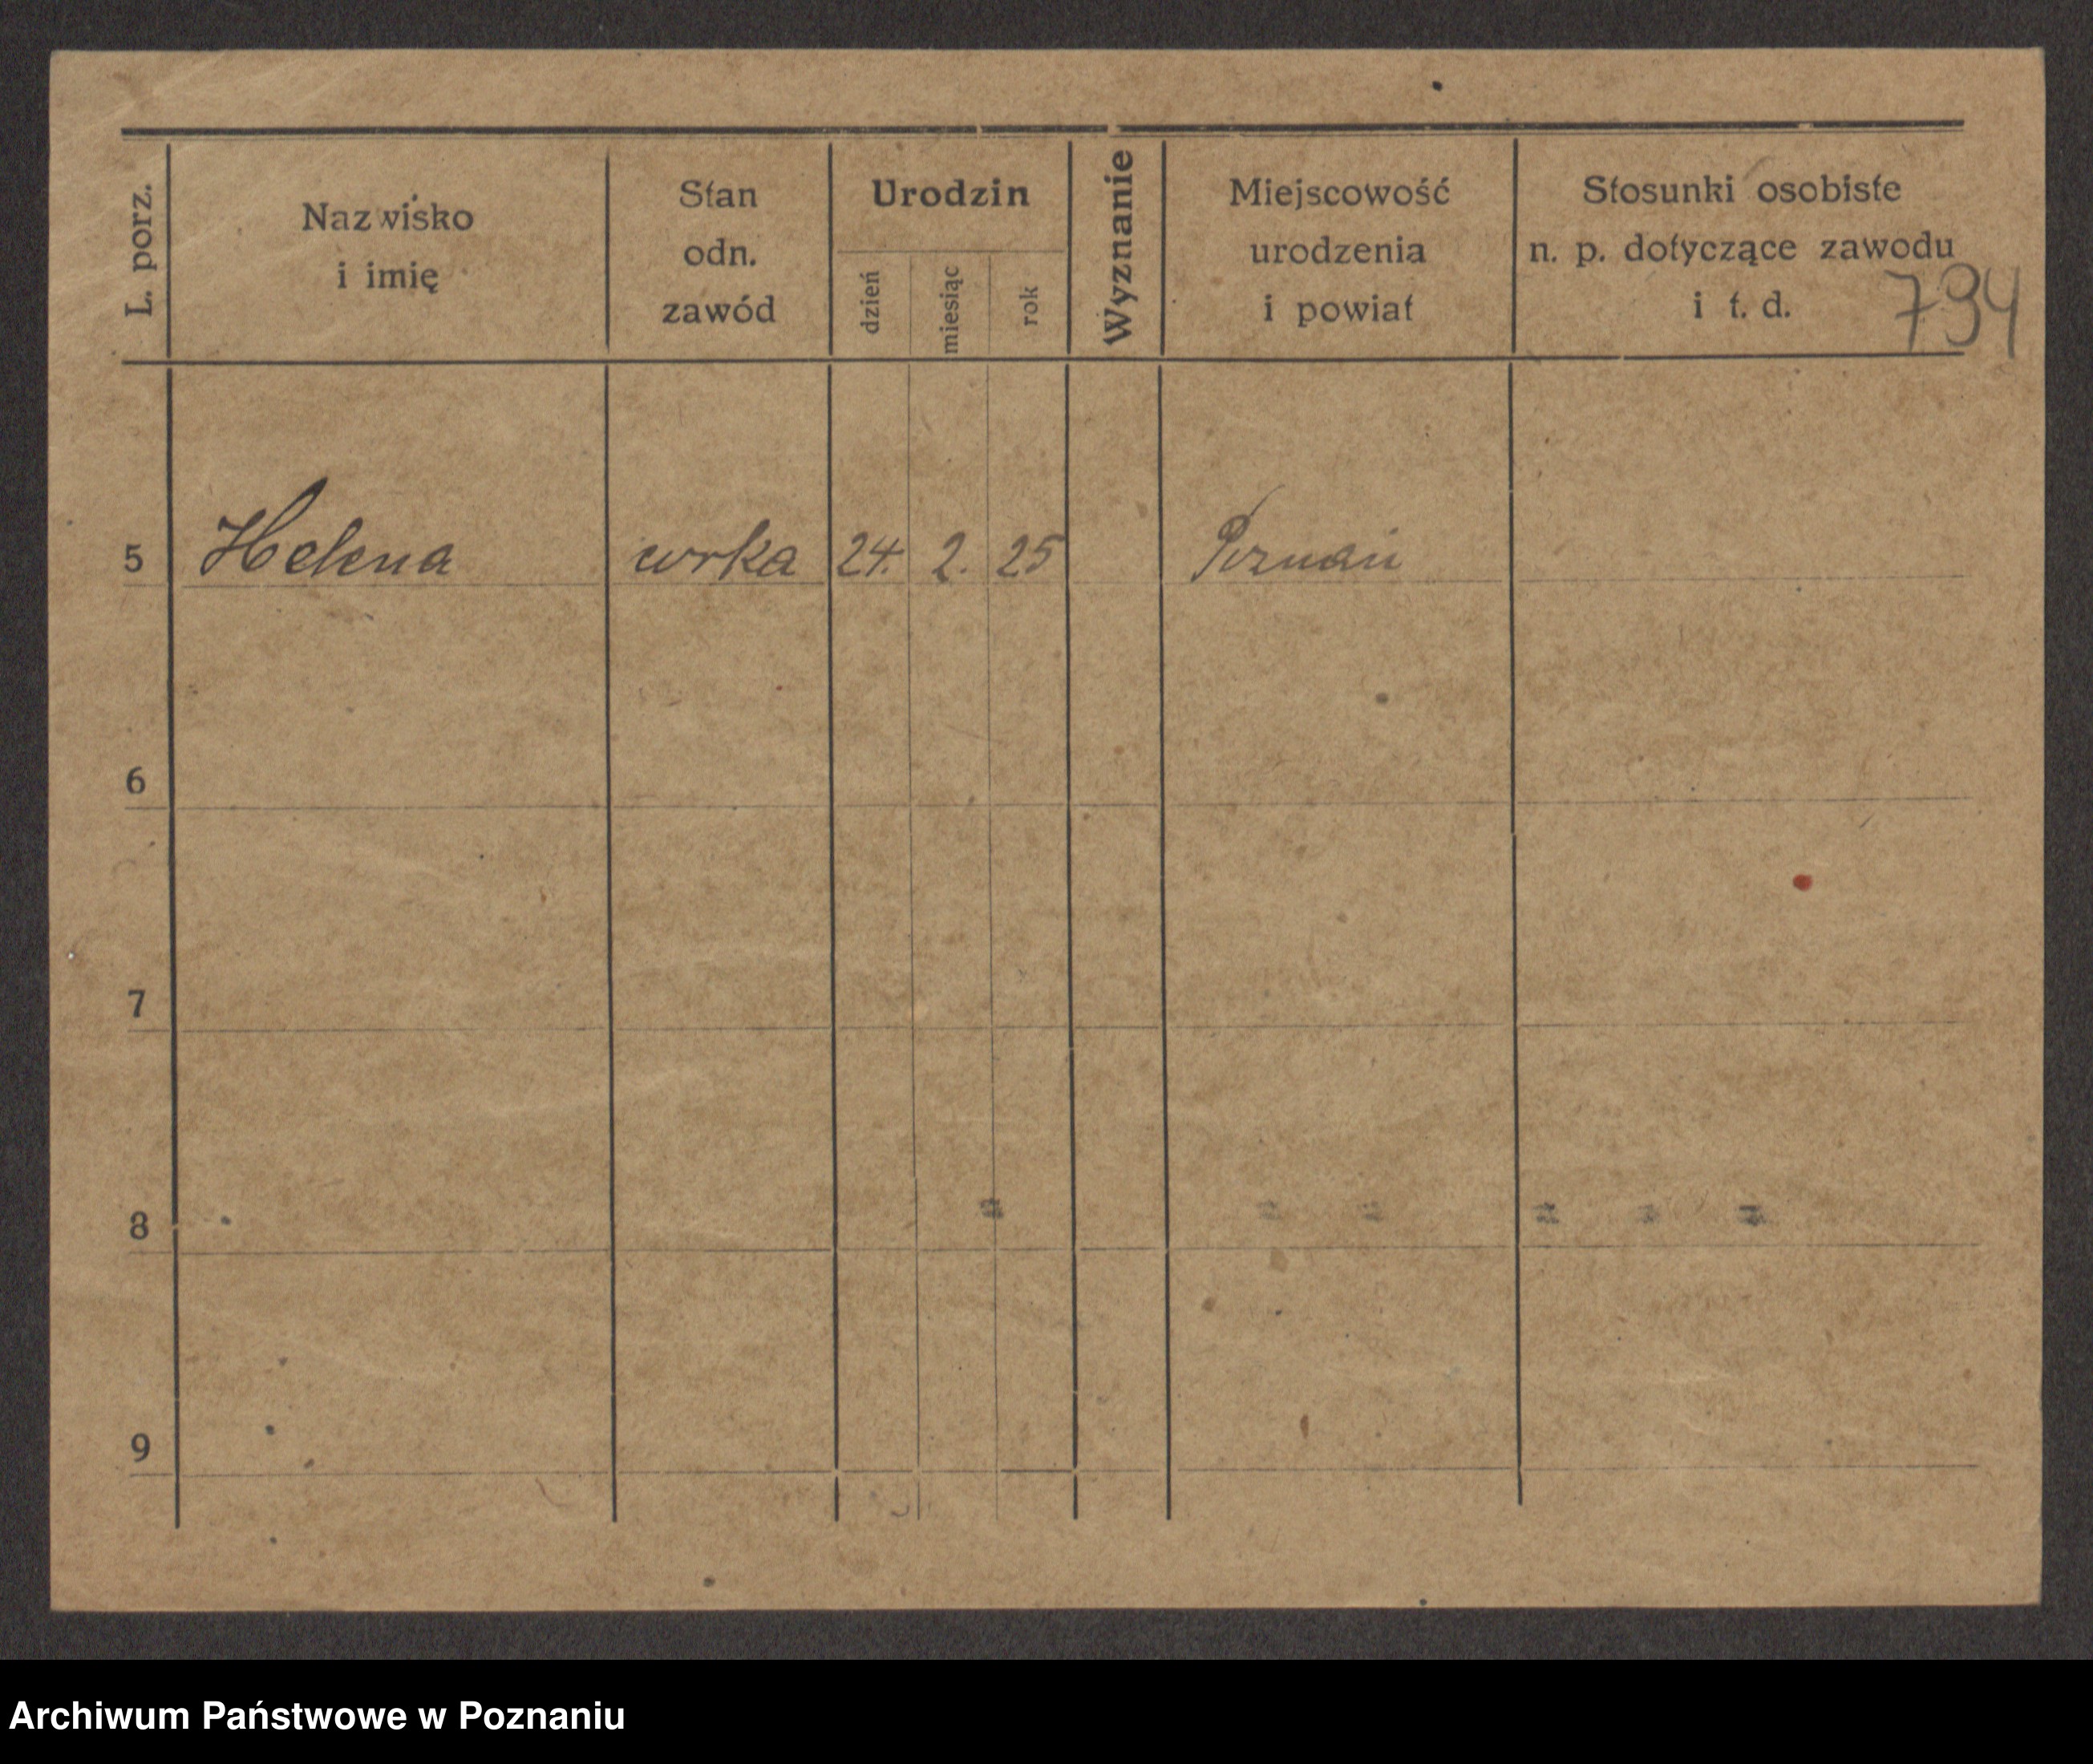 L. porz.
Nazwisko
i imię
Stan
odn.
zawód
Urodzin
dzień
miesiąc
rok
Wyznanie
Miejscowość
urodzenia
i powiat
Stosunki osobiste
n. p. dotyczące zawodu
i t. d.
794
5 Helena córka 24. 2. 25 Poznań
6
7
8
9
Archiwum Państwowe w Poznaniu